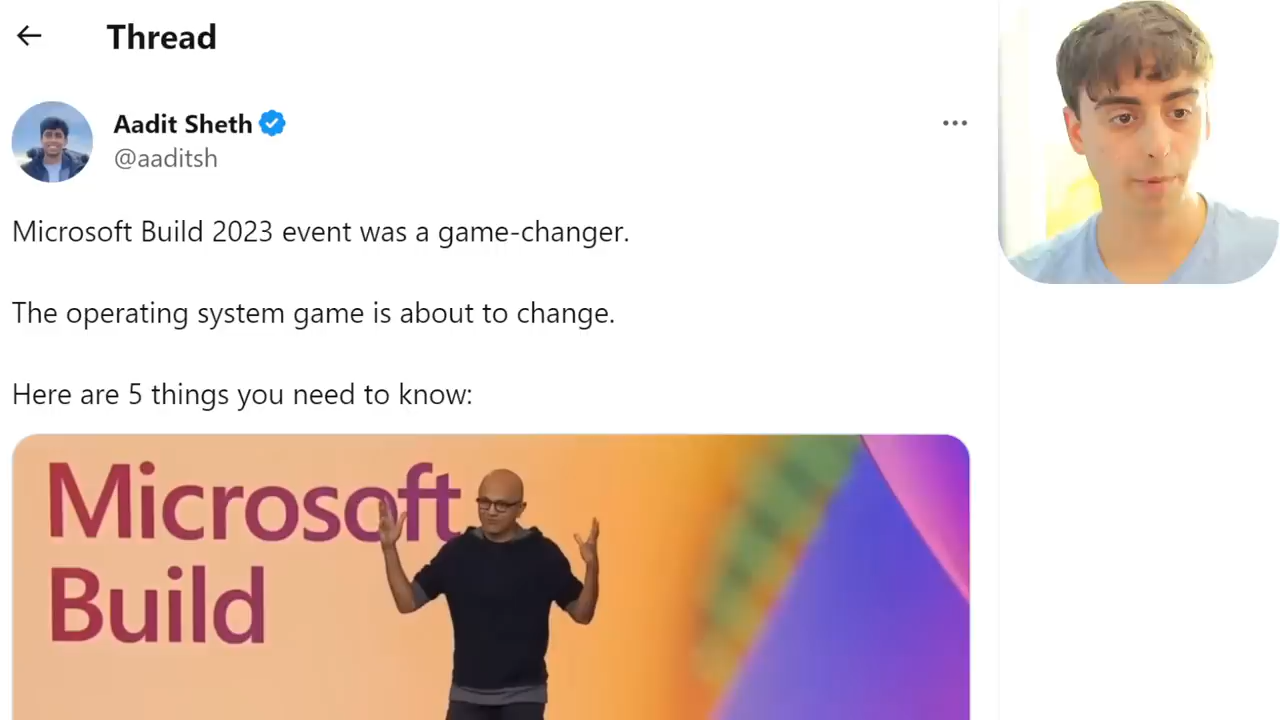 Thread
Aadit Sheth
@aaditsh
Microsoft Build 2023 event was a game-changer.
The operating system game is about to change.
Here are 5 things you need to know:
Microsoft
Build